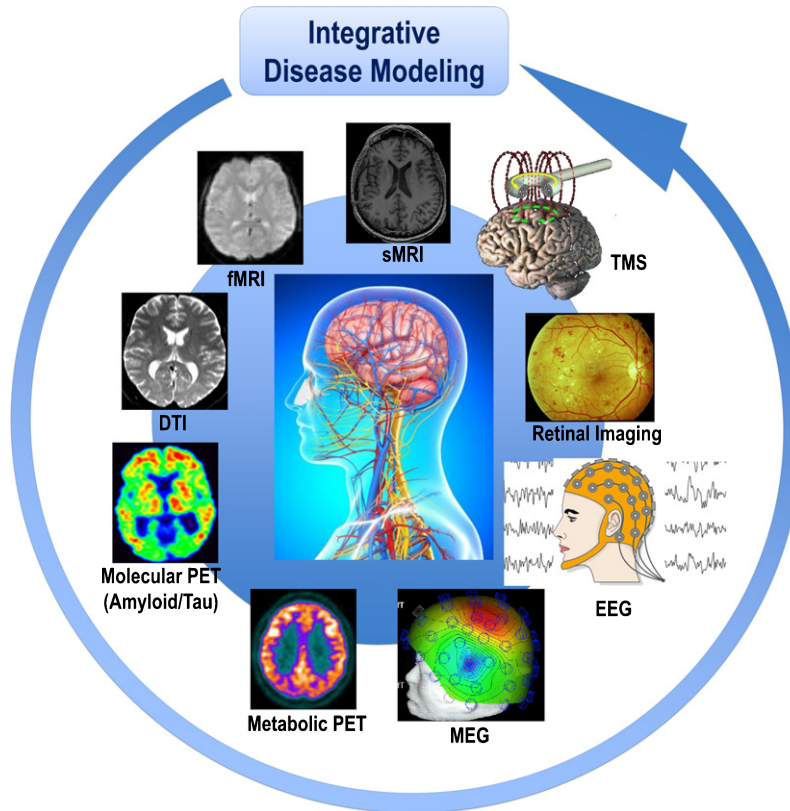 Integrative
Disease Modeling
sMRI
fMRI
TMS
DTI
Retinal Imaging
Molecular PET
(Amyloid/Tau)
EEG
Metabolic PET
MEG